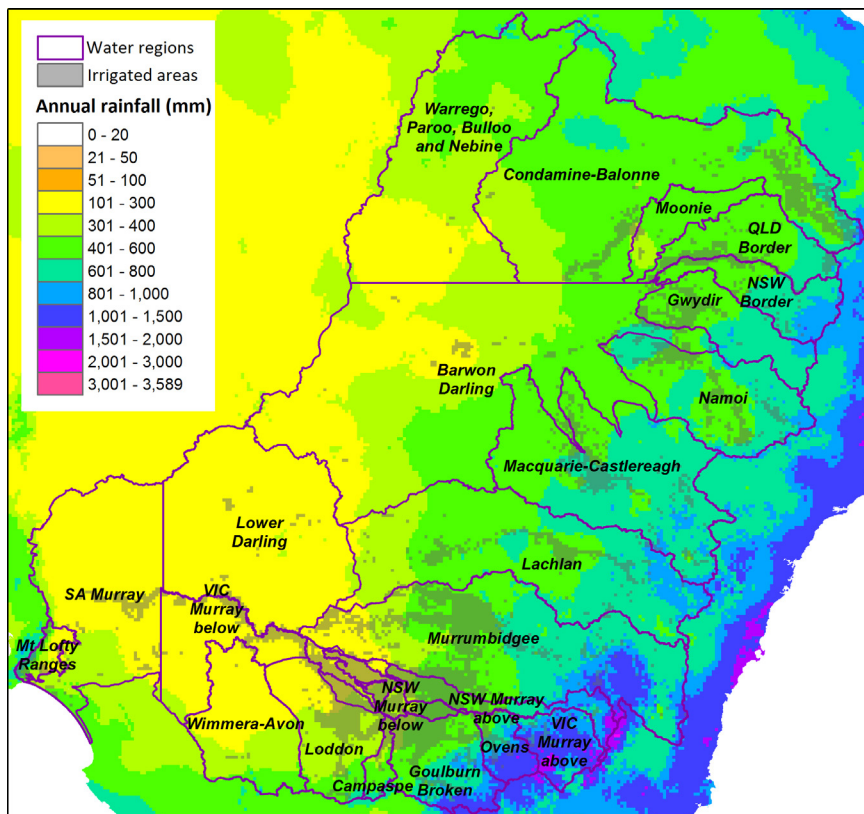 Water regions
Irrigated areas
Annual rainfall (mm)
0 - 20
21 - 50
51 - 100
101 - 300
301 - 400
401 - 600
601 - 800
801 - 1,000
1,001 - 1,500
1,501 - 2,000
2,001 - 3,000
3,001 - 3,589
Warrego,
Paroo, Bulloo
and Nebine
Condamine-Balonne
Moonie
QLD
Border
NSW
Border
Gwydir
Barwon
Darling
Namoi
Macquarie-Castlereagh
Lower
Darling
Lachlan
SA Murray
VIC
Murray
below
Murrumbidgee
Mt Lofty
Ranges
NSW
Murray
below
NSW Murray
above
VIC
Murray
above
Wimmera-Avon
Loddon
Ovens
Goulburn
Broken
Campaspe